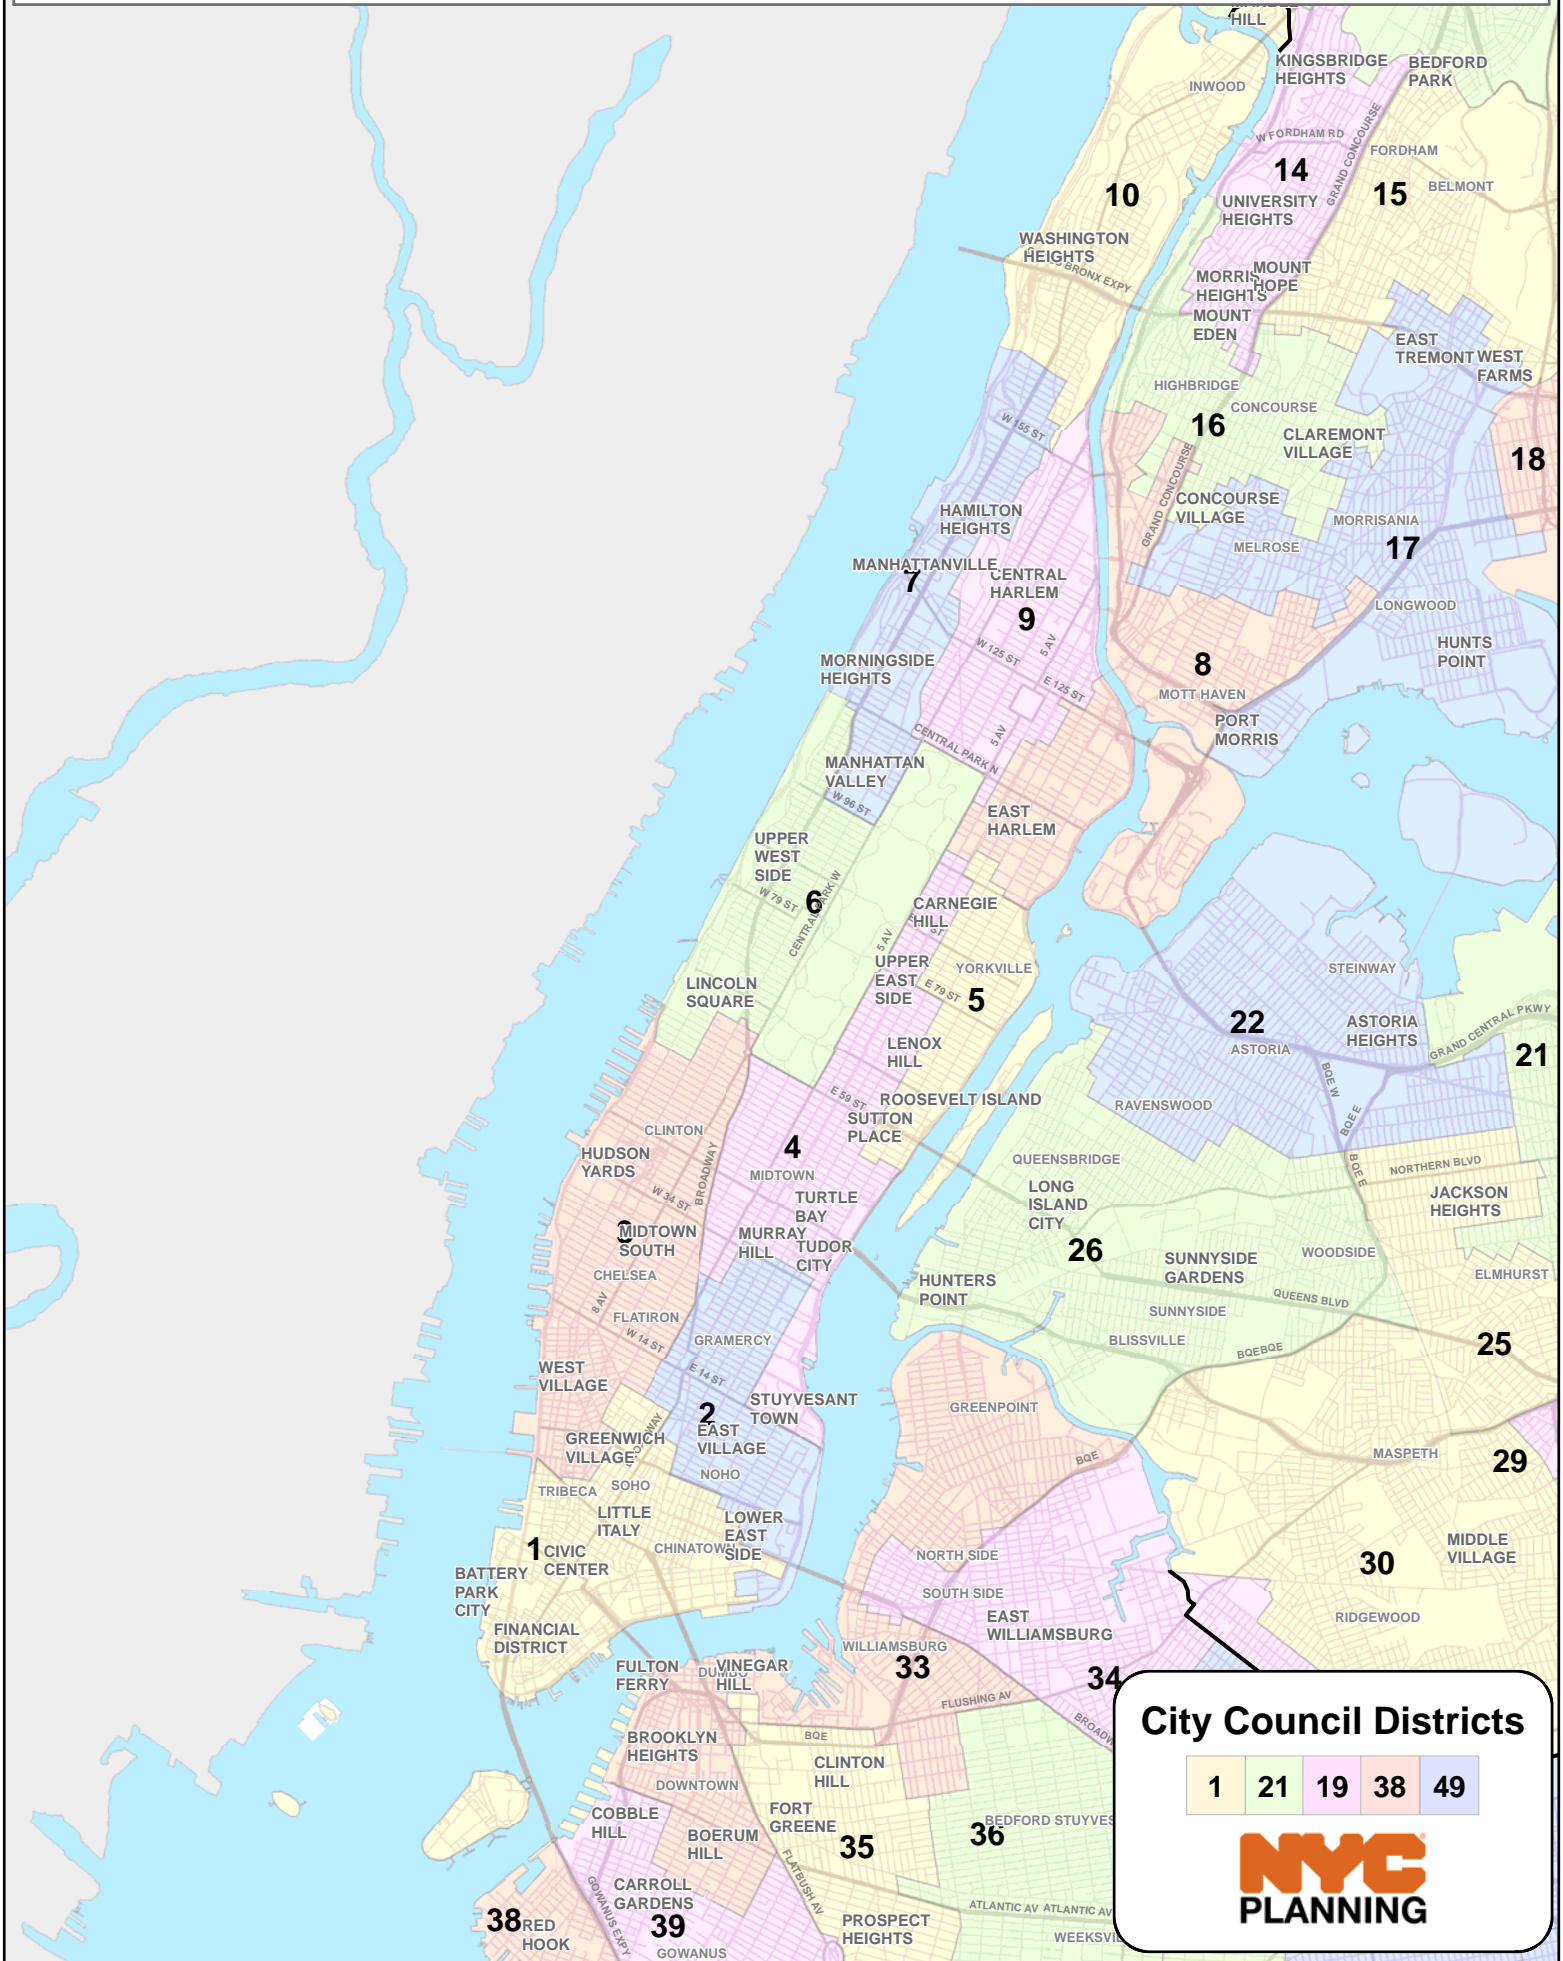 HILL
KINGSBRIDGE
HEIGHTS
BEDFORD
PARK
INWOOD
W FORDHAM RD
GRAND CONCOURSE
FORDHAM
14
BELMONT
10
15
UNIVERSITY
HEIGHTS
WASHINGTON
HEIGHTS
BRONX EXPY
MOUNT
HOPE
MORRIS
HEIGHTS
MOUNT
EDEN
EAST
TREMONT
WEST
FARMS
HIGHBRIDGE
CONCOURSE
W 155 ST
16
CLAREMONT
VILLAGE
18
GRAND CONCOURSE
CONCOURSE
VILLAGE
HAMILTON
HEIGHTS
MORRISANIA
MELROSE
17
MANHATTANVILLE
7
CENTRAL
HARLEM
LONGWOOD
9
5 AV
W 125 ST
HUNTS
POINT
MORNINGSIDE
HEIGHTS
8
MOTT HAVEN
E 125 ST
PORT
MORRIS
CENTRAL PARK N
5 AV
MANHATTAN
VALLEY
W 96 ST
EAST
HARLEM
UPPER
WEST
SIDE
W 79 ST
6
CENTRAL PARK W
CARNEGIE
HILL
5 AV
UPPER
EAST
SIDE
YORKVILLE
STEINWAY
LINCOLN
SQUARE
E 79 ST
5
22
ASTORIA
ASTORIA
HEIGHTS
GRAND CENTRAL PKWY
21
LENOX
HILL
BQE W
BQE E
E 59 ST
ROOSEVELT ISLAND
RAVENSWOOD
SUTTON
PLACE
CLINTON
HUDSON
YARDS
BROADWAY
4
MIDTOWN
QUEENSBRIDGE
BQE E
NORTHERN BLVD
W 34 ST
TURTLE
BAY
LONG
ISLAND
CITY
JACKSON
HEIGHTS
MIDTOWN
SOUTH
MURRAY
HILL
TUDOR
CITY
26
SUNNYSIDE
GARDENS
WOODSIDE
CHELSEA
ELMHURST
8 AV
HUNTERS
POINT
QUEENS BLVD
FLATIRON
SUNNYSIDE
W 14 ST
GRAMERCY
BLISSVILLE
BQE
BQE
25
WEST
VILLAGE
E 14 ST
STUYVESANT
TOWN
GREENPOINT
2
EAST
VILLAGE
GREENWICH
VILLAGE
BQE
MASPETH
29
NOHO
TRIBECA
SOHO
LITTLE
ITALY
LOWER
EAST
SIDE
1
CIVIC
CENTER
CHINATOWN
NORTH SIDE
MIDDLE
VILLAGE
30
BATTERY
PARK
CITY
SOUTH SIDE
EAST
WILLIAMSBURG
RIDGEWOOD
FINANCIAL
DISTRICT
WILLIAMSBURG
33
FULTON
FERRY
DUMBO
VINEGAR
HILL
34
FLUSHING AV
BROOKLYN
HEIGHTS
BQE
CLINTON
HILL
DOWNTOWN
COBBLE
HILL
FORT
GREENE
BOERUM
HILL
35
36
BEDFORD STUYVES
FLATBUSH AV
CARROLL
GARDENS
GOWANUS EXPY
ATLANTIC AV
ATLANTIC AV
38
RED
HOOK
39
GOWANUS
PROSPECT
HEIGHTS
City Council Districts
1 21 19 38 49
NYC
PLANNING